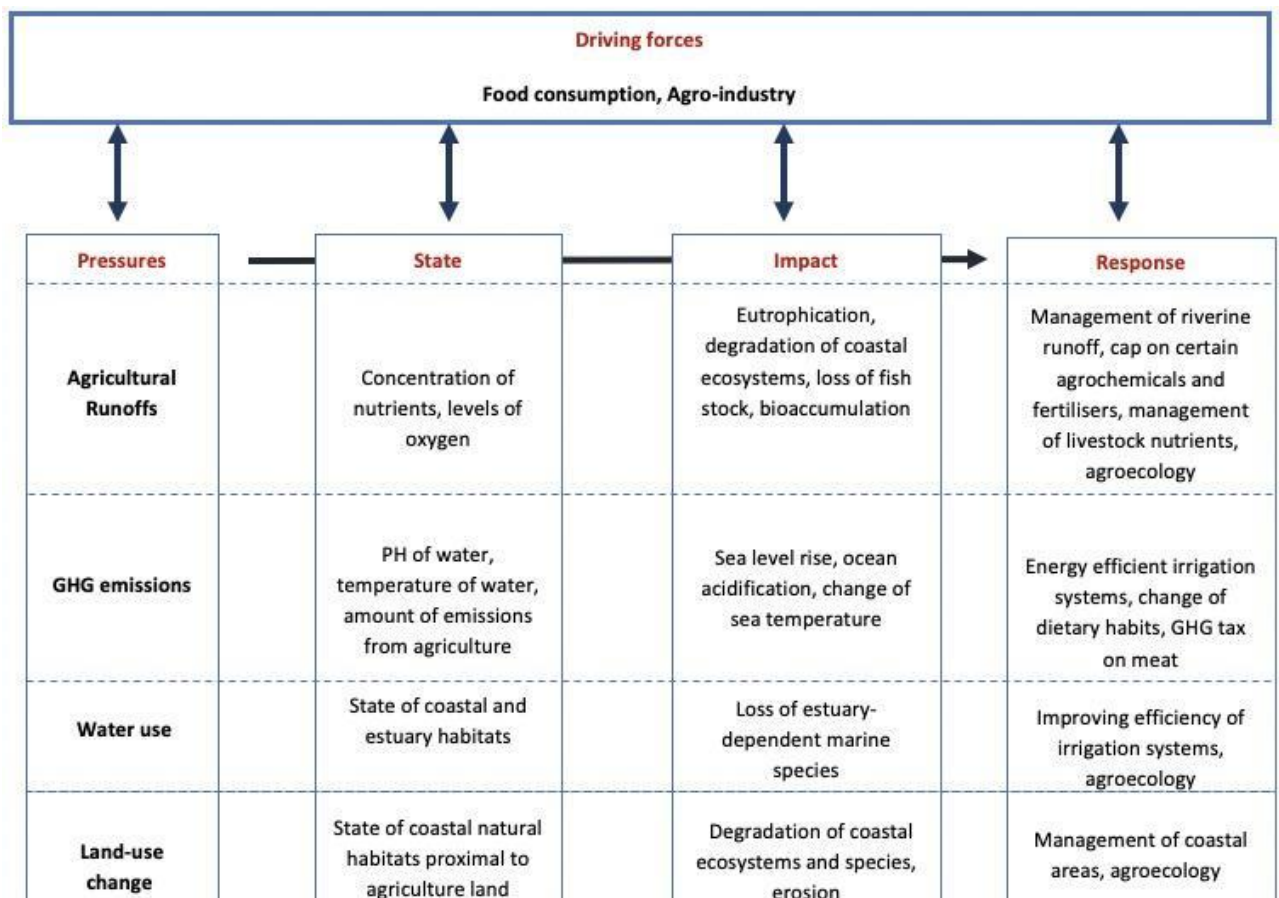 Driving forces
Food consumption, Agro-industry
Pressures
State
Impact
Response
Agricultural
Runoffs
Concentration of
nutrients, levels of
oxygen
Eutrophication,
degradation of coastal
ecosystems, loss of fish
stock, bioaccumulation
Management of riverine
runoff, cap on certain
agrochemicals and
fertilisers, management
of livestock nutrients,
agroecology
GHG emissions
PH of water,
temperature of water,
amount of emissions
from agriculture
Sea level rise, ocean
acidification, change of
sea temperature
Energy efficient irrigation
systems, change of
dietary habits, GHG tax
on meat
Water use
State of coastal and
estuary habitats
Loss of estuary-
dependent marine
species
Improving efficiency of
irrigation systems,
agroecology
Land-use
change
State of coastal natural
habitats proximal to
agriculture land
Degradation of coastal
ecosystems and species,
erosion
Management of coastal
areas, agroecology